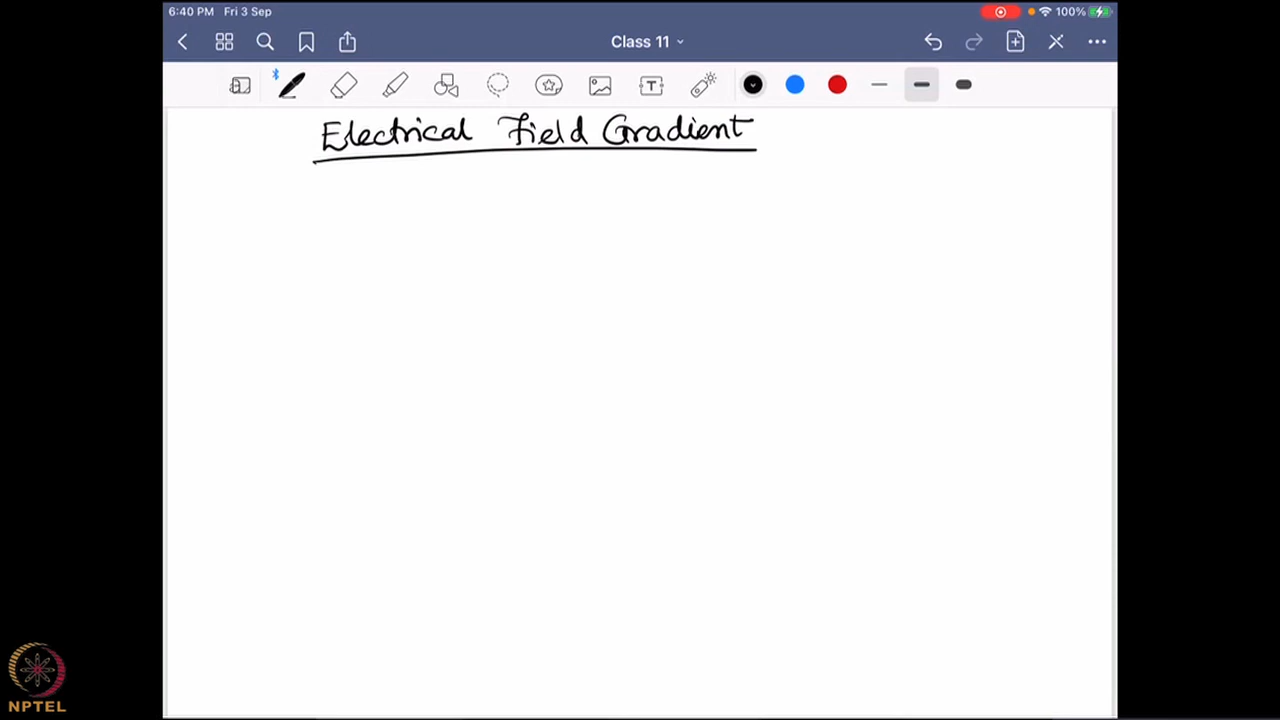 6:40 PM Fri 3 Sep 100%
Class 11
T
Electrical Field Gradient
NPTEL